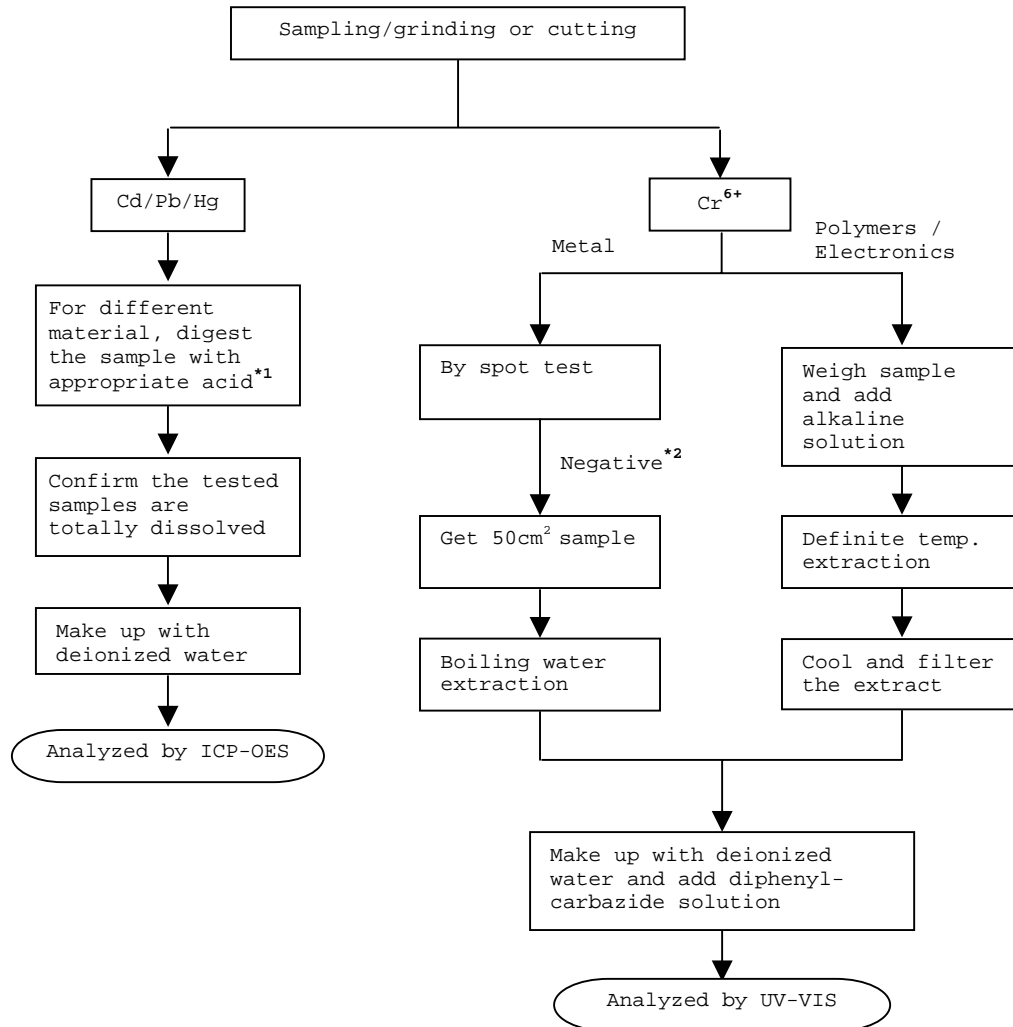 Sampling/grinding or cutting
Cd/Pb/Hg
For different
material, digest
the sample with
appropriate acid*1
Confirm the tested
samples are
totally dissolved
Make up with
deionized water
Analyzed by ICP-OES
Cr6+
Metal
Polymers /
Electronics
By spot test
Negative*2
Get 50cm2 sample
Boiling water
extraction
Weigh sample
and add
alkaline
solution
Definite temp.
extraction
Cool and filter
the extract
Make up with deionized
water and add diphenyl-
carbazide solution
Analyzed by UV-VIS